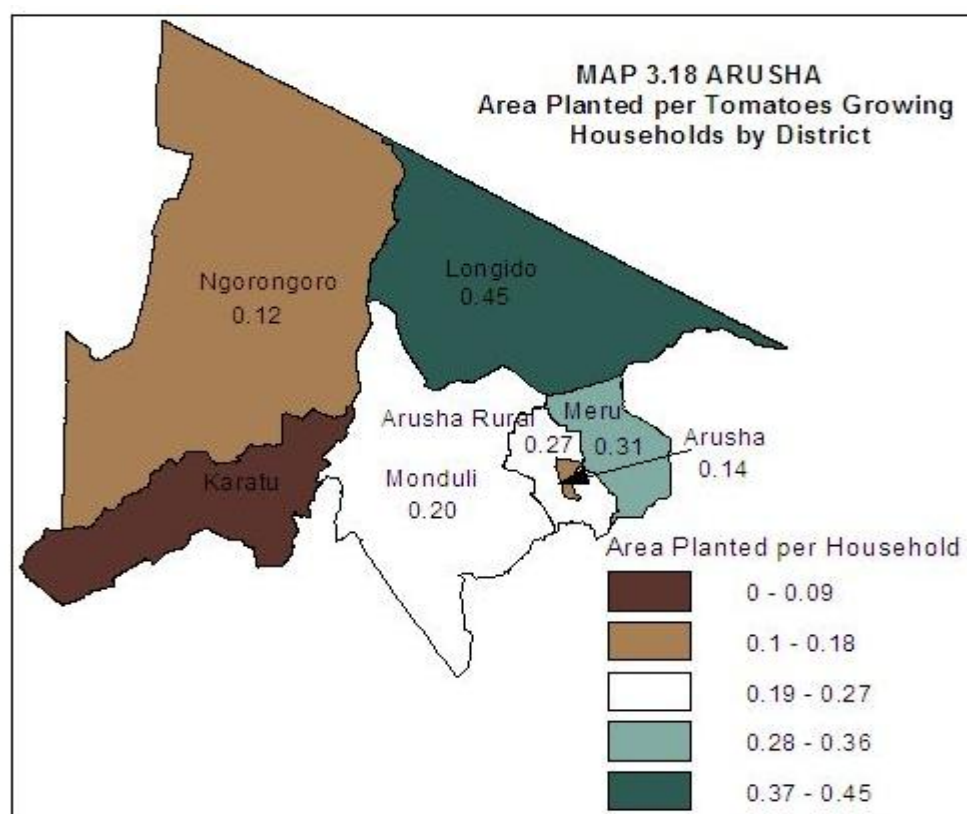 MAP 3.18 ARUSHA
Area Planted per Tomatoes Growing
Households by District
Ngorongoro
0.12
Longido
0.45
Karatu
Arusha Rural
0.27
Meru
0.31
Arusha
0.14
Monduli
0.20
Area Planted per Household
0 - 0.09
0.1 - 0.18
0.19 - 0.27
0.28 - 0.36
0.37 - 0.45